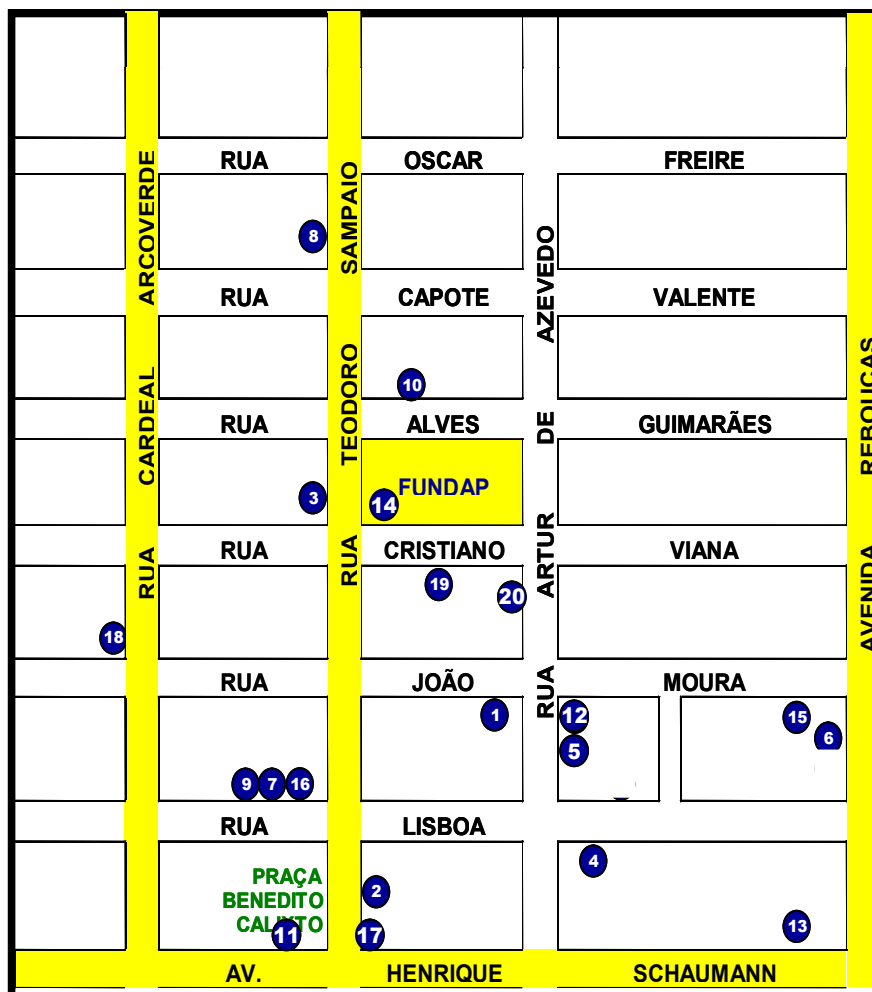 RUA OSCAR FREIRE
8
RUA CAPOTE VALENTE
10
RUA ALVES GUIMARÃES
FUNDAP
3
14
RUA CRISTIANO VIANA
19
20
18
RUA JOÃO MOURA
1
12
15
6
5
9
7
16
RUA LISBOA
4
PRAÇA
BENEDITO
CALIXTO
2
11
17
13
AV. HENRIQUE SCHAUMANN
RUA CARDEAL ARCOVERDE
RUA TEODORO SAMPAIO
RUA ARTUR DE AZEVEDO
AVENIDA REBOUÇAS